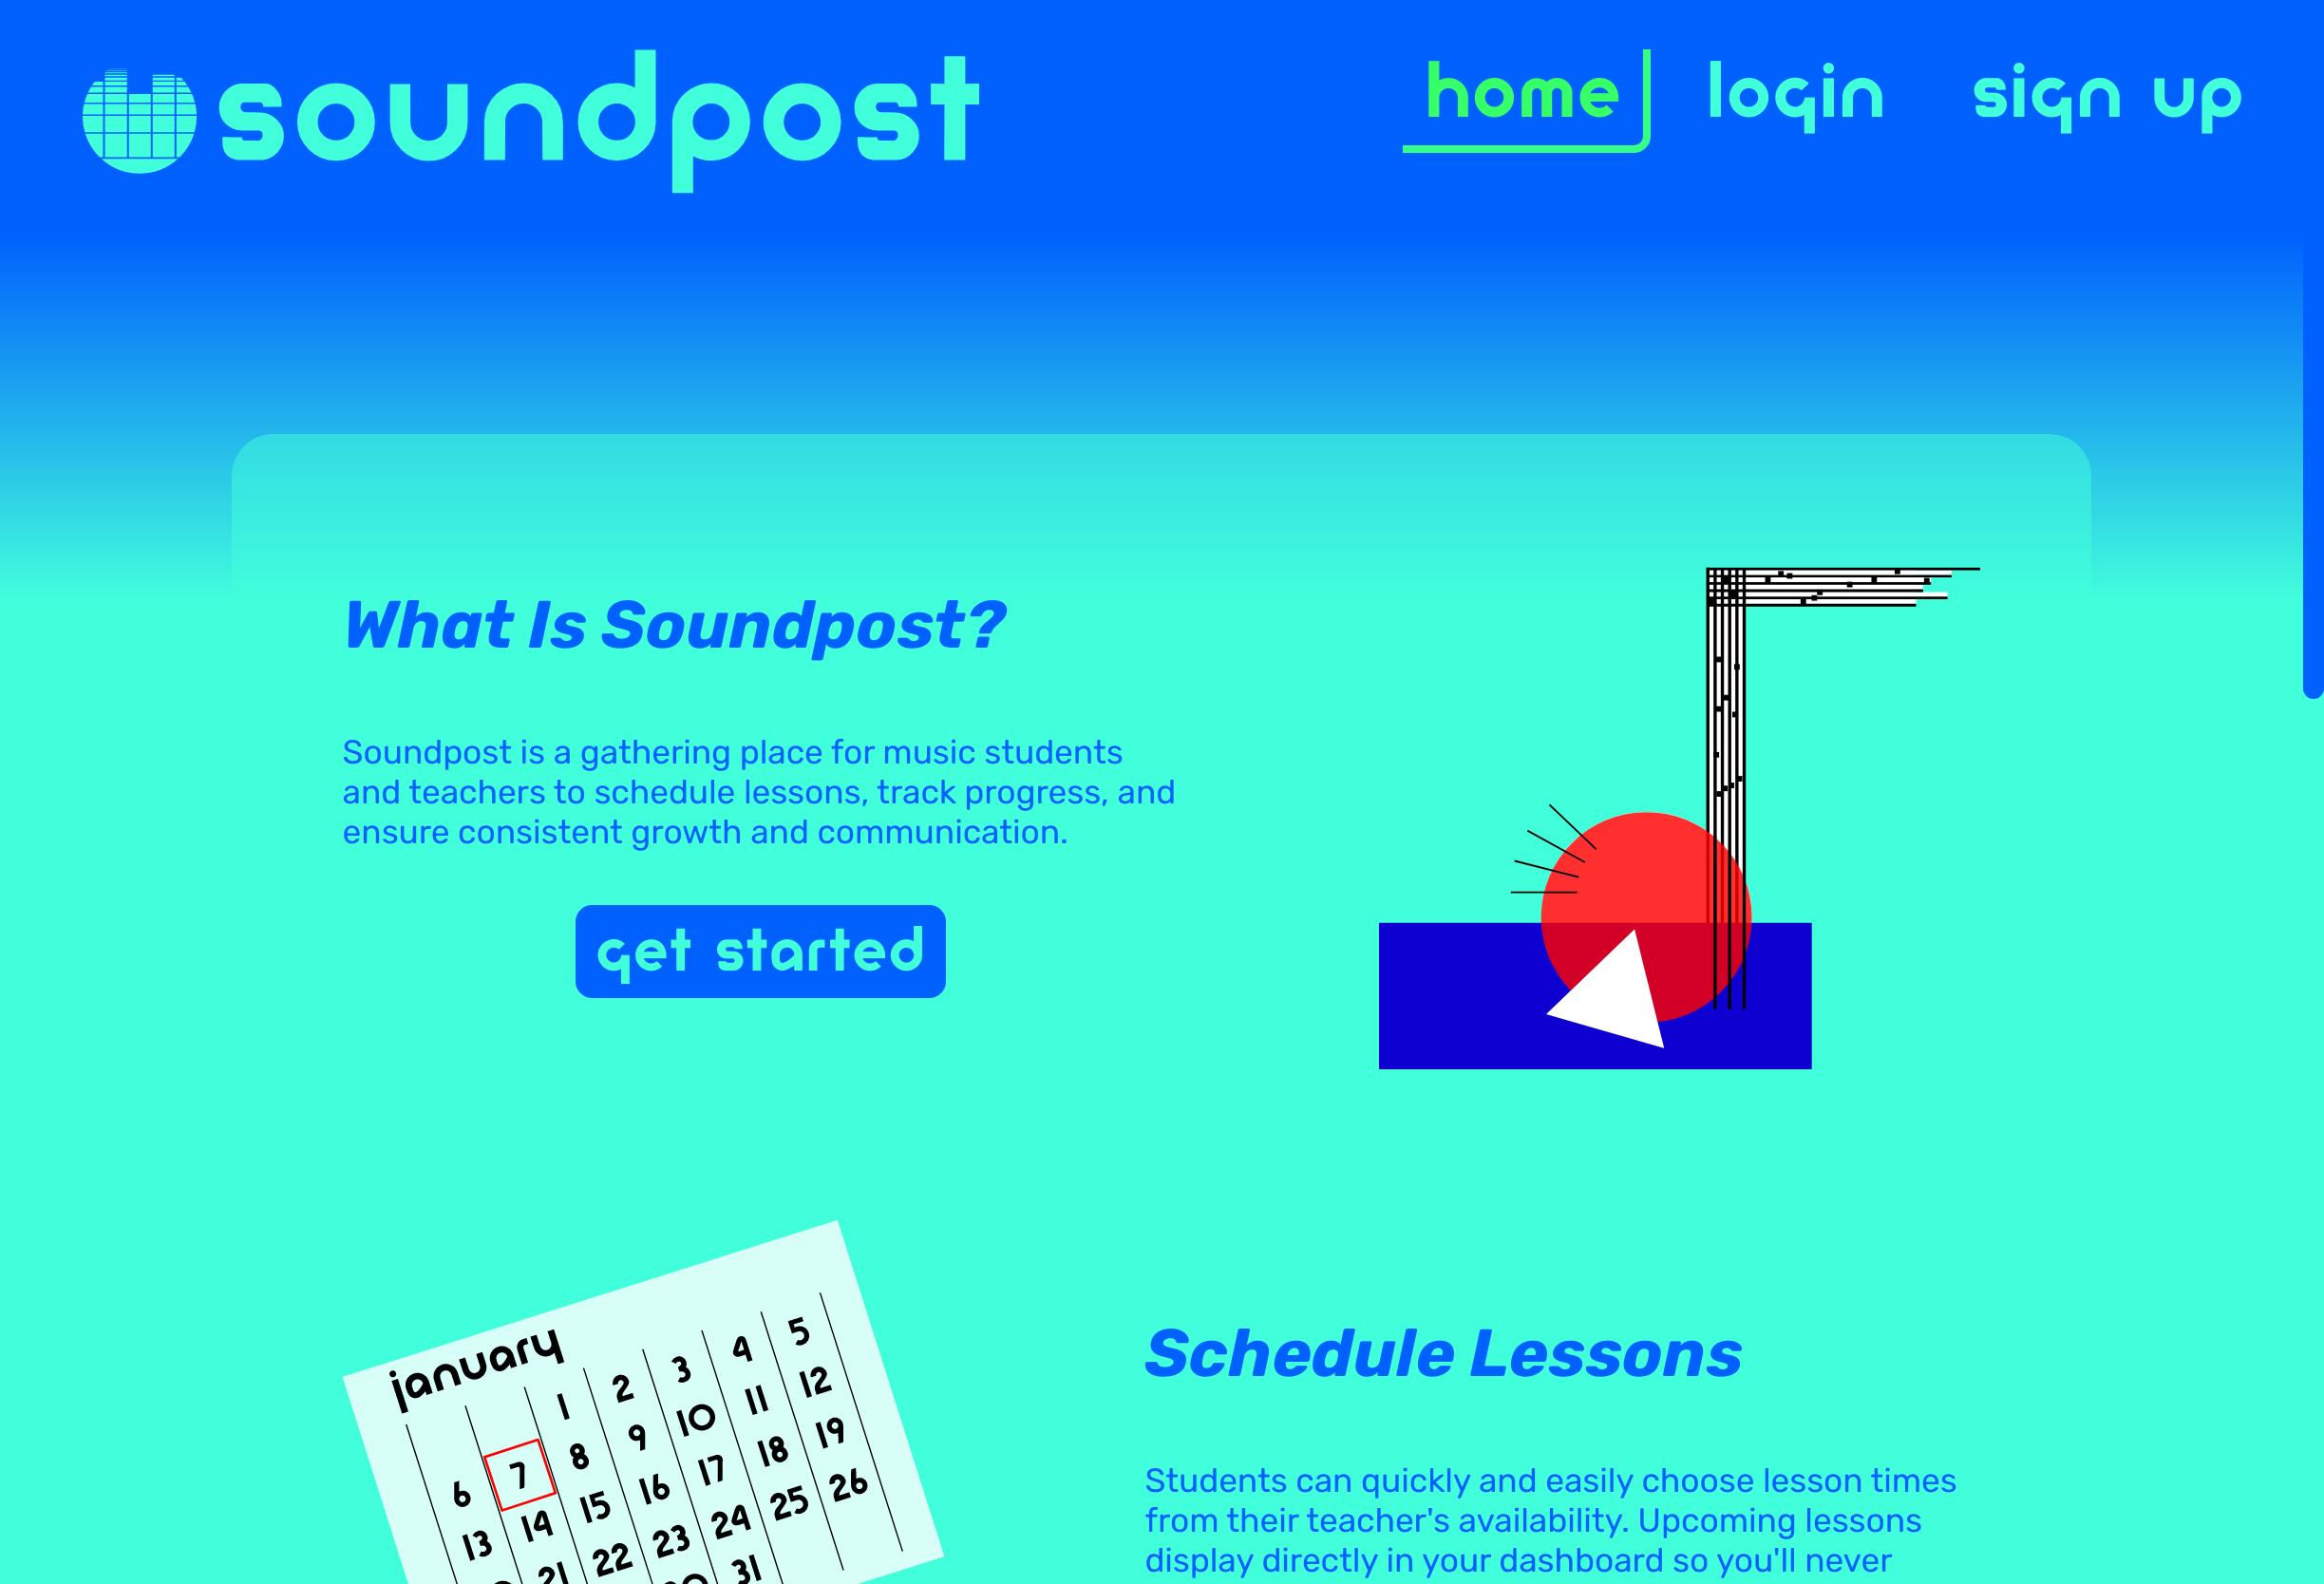 soundpost
home login sign up
What Is Soundpost?
Soundpost is a gathering place for music students
and teachers to schedule lessons, track progress, and
ensure consistent growth and communication.
get started
january
1 2 3 4 5
6 7 8 9 10 11 12
13 14 15 16 17 18 19
21 22 23 24 25 26
31
Schedule Lessons
Students can quickly and easily choose lesson times
from their teacher's availability. Upcoming lessons
display directly in your dashboard so you'll never